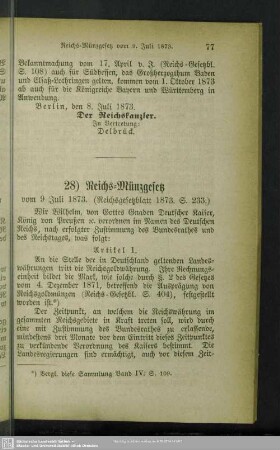 Reichs-Münzgesetz vom 9. Juli 1873. 77
Bekanntmachung vom 17. April v. J. (Reichs-Gesetzbl.
S. 108) auch für Südhessen, das Großherzogthum Baden
und Elsaß-Lothringen gelten, kommen vom 1. Oktober 1873
ab auch für die Königreiche Bayern und Württemberg in
Anwendung.
Berlin, den 8. Juli 1873.
Der Reichskanzler.
In Vertretung:
Delbrück.
28) Reichs-Münzgesetz
vom 9 Juli 1873. (Reichsgesetzblatt 1873. S. 233.)
Wir Wilhelm, von Gottes Gnaden Deutscher Kaiser,
König von Preußen ꝛc. verordnen im Namen des Deutschen
Reichs, nach erfolgter Zustimmung des Bundesraths und
des Reichstages, was folgt:
Artikel 1.
An die Stelle der in Deutschland geltenden Landes-
währungen tritt die Reichsgoldwährung. Ihre Rechnungs-
einheit bildet die Mark, wie solche durch §. 2 des Gesetzes
vom 4. Dezember 1871, betreffend die Ausprägung von
Reichsgoldmünzen (Reichs-Gesetzbl. S. 404), festgestellt
worden ist.*)
Der Zeitpunkt, an welchem die Reichswährung im
gesammten Reichsgebiete in Kraft treten soll, wird durch
eine mit Zustimmung des Bundesraths zu erlassende,
mindestens drei Monate vor dem Eintritt dieses Zeitpunktes
zu verkündende Verordnung des Kaisers bestimmt. Die
Landesregierungen sind ermächtigt, auch vor diesem Zeit-
*) Vergl. diese Sammlung Band IV: S. 100.